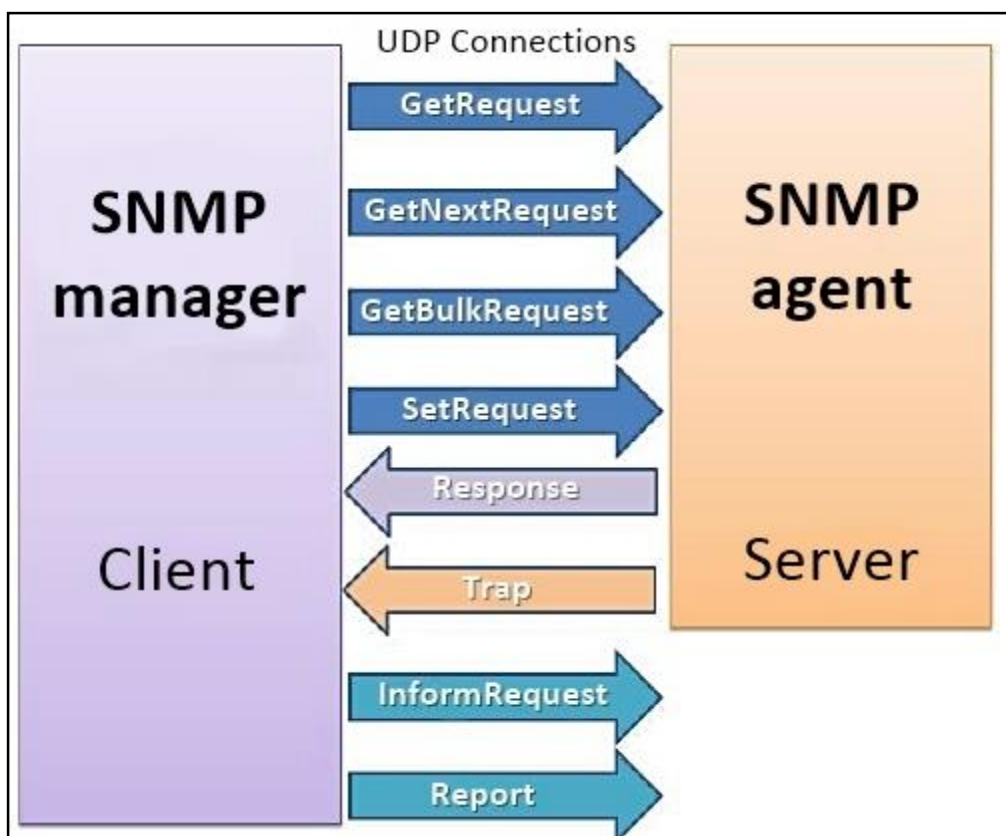 UDP Connections
SNMP
manager
Client
GetRequest
GetNextRequest
GetBulkRequest
SetRequest
Response
Trap
InformRequest
Report
SNMP
agent
Server